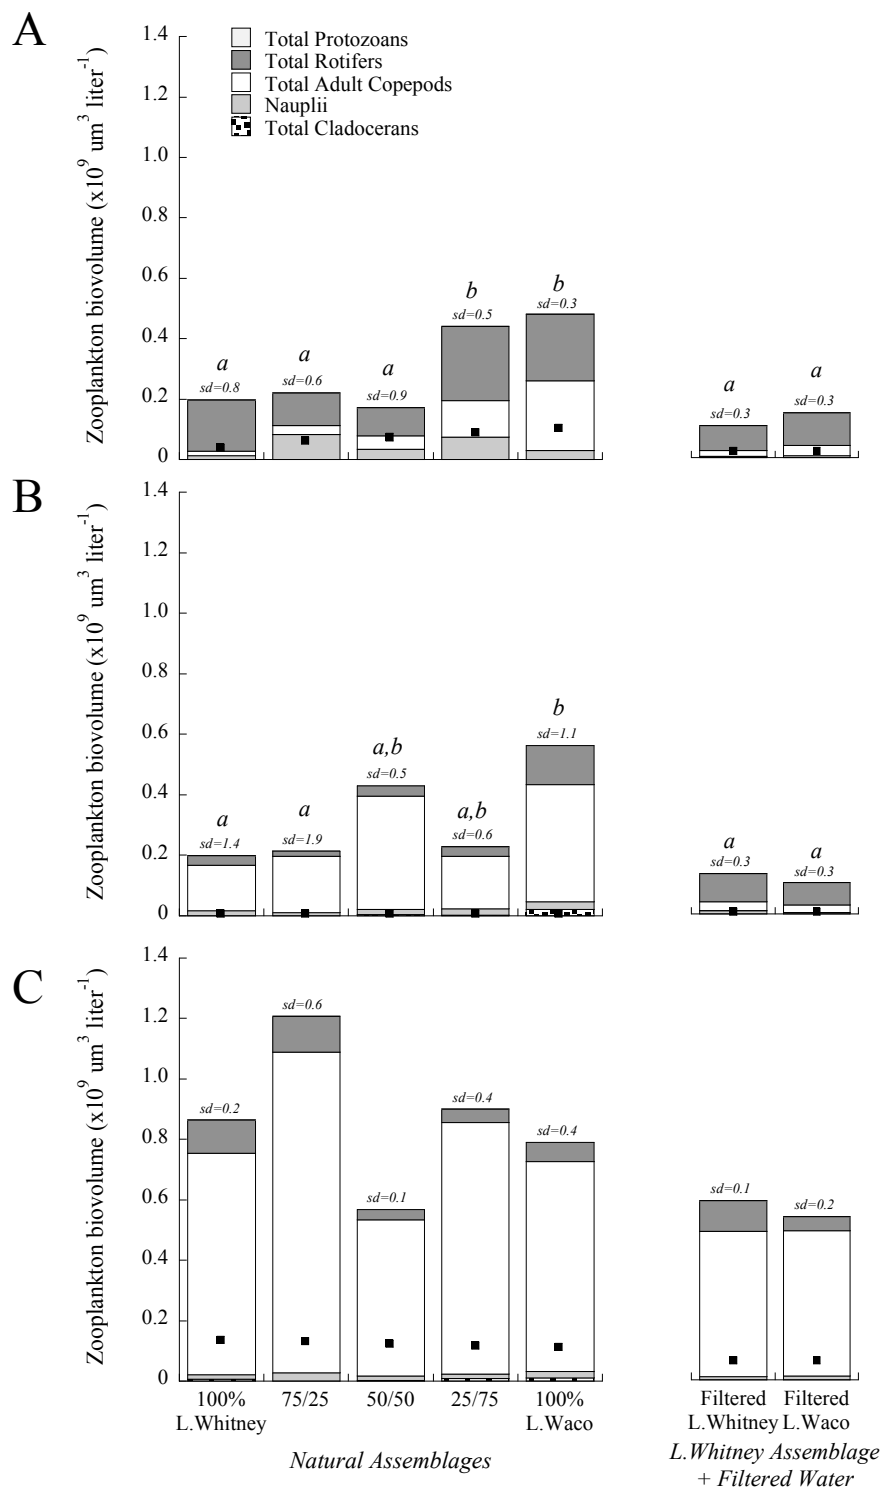 A
Zooplankton biovolume (x10⁹ um³ liter⁻¹)
1.4
1.2
1.0
0.8
0.6
0.4
0.2
0
Total Protozoans
Total Rotifers
Total Adult Copepods
Nauplii
Total Cladocerans
a
sd=0.8
a
sd=0.6
a
sd=0.9
b
sd=0.5
b
sd=0.3
a
sd=0.3
a
sd=0.3
B
Zooplankton biovolume (x10⁹ um³ liter⁻¹)
1.4
1.2
1.0
0.8
0.6
0.4
0.2
0
a
sd=1.4
a
sd=1.9
a,b
sd=0.5
a,b
sd=0.6
b
sd=1.1
a
sd=0.3
a
sd=0.3
C
Zooplankton biovolume (x10⁹ um³ liter⁻¹)
1.4
1.2
1.0
0.8
0.6
0.4
0.2
0
sd=0.2
sd=0.6
sd=0.1
sd=0.4
sd=0.4
sd=0.1
sd=0.2
100%
L.Whitney
75/25
50/50
25/75
100%
L.Waco
Filtered
L.Whitney
Filtered
L.Waco
Natural Assemblages
L.Whitney Assemblage
+ Filtered Water